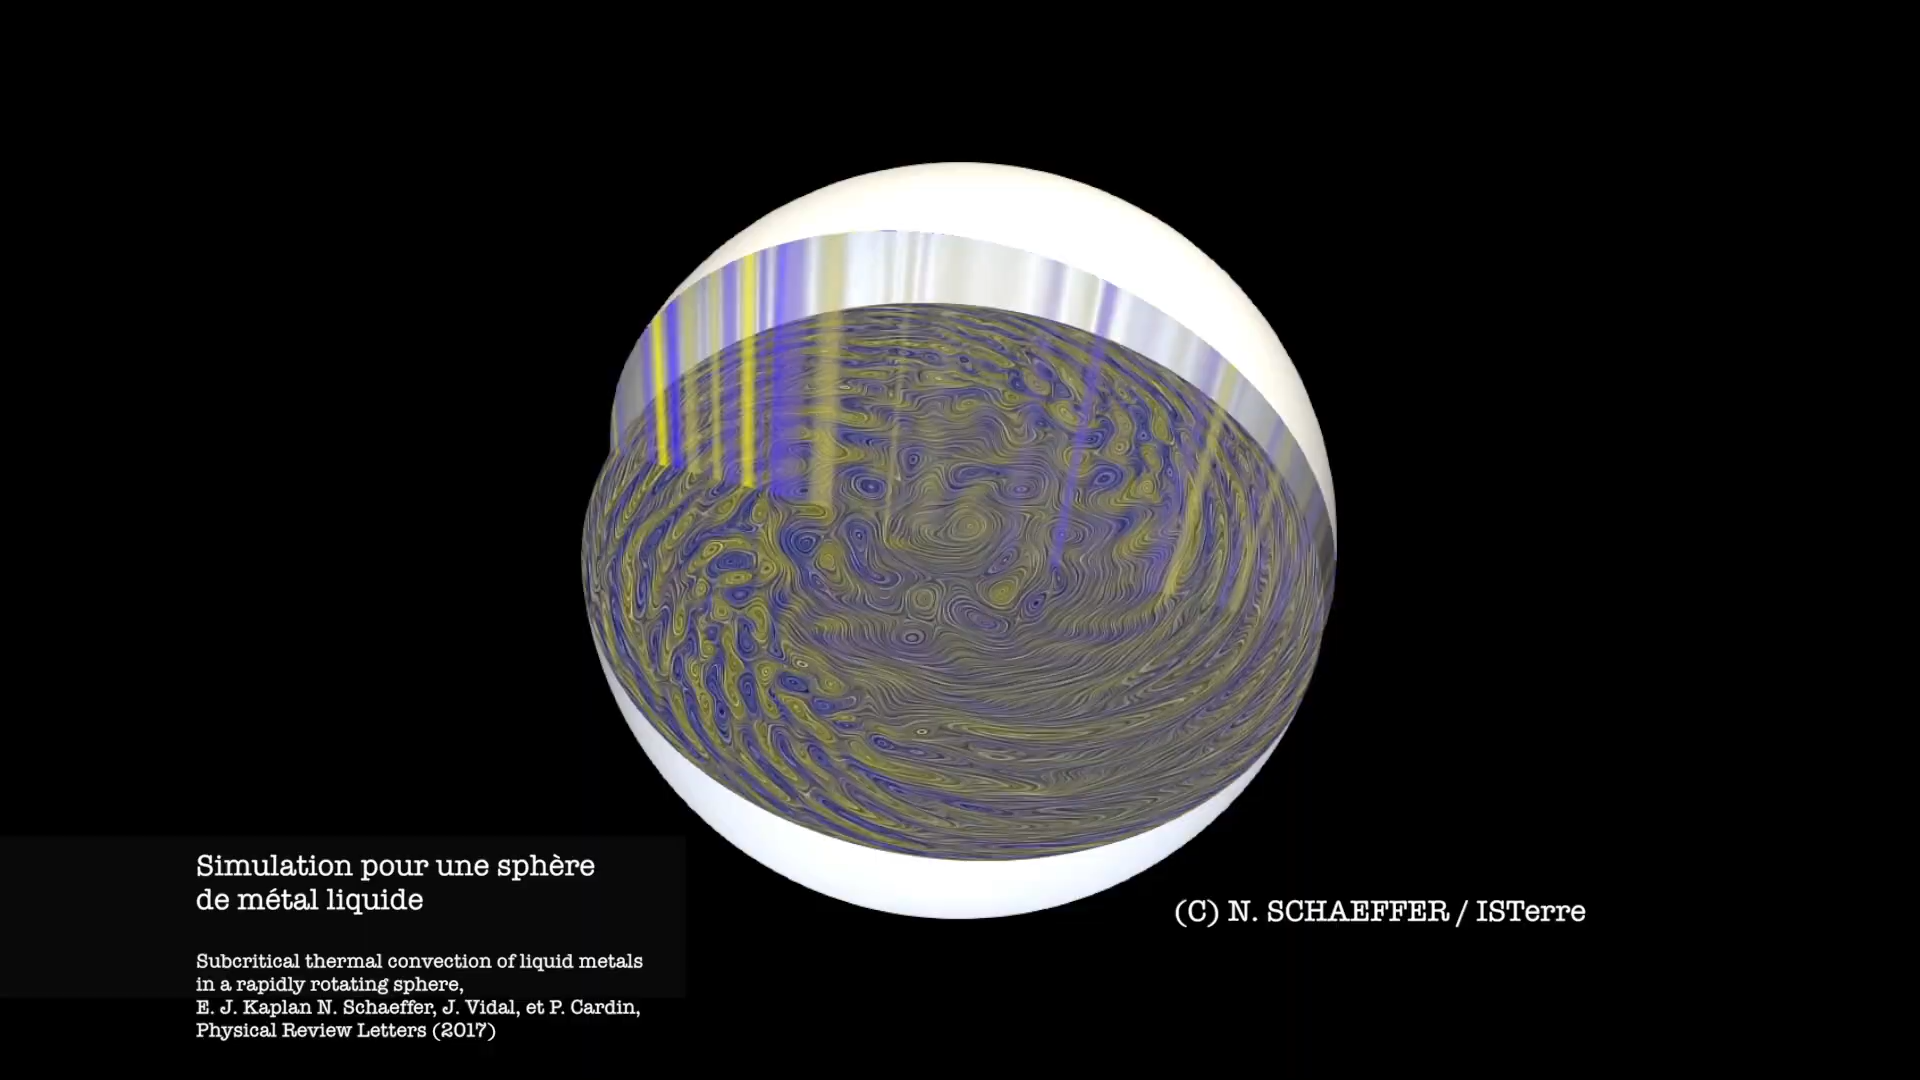 Simulation pour une sphère
de métal liquide
Subcritical thermal convection of liquid metals
in a rapidly rotating sphere,
E. J. Kaplan N. Schaeffer, J. Vidal, et P. Cardin,
Physical Review Letters (2017)
(C) N. SCHAEFFER / ISTerre